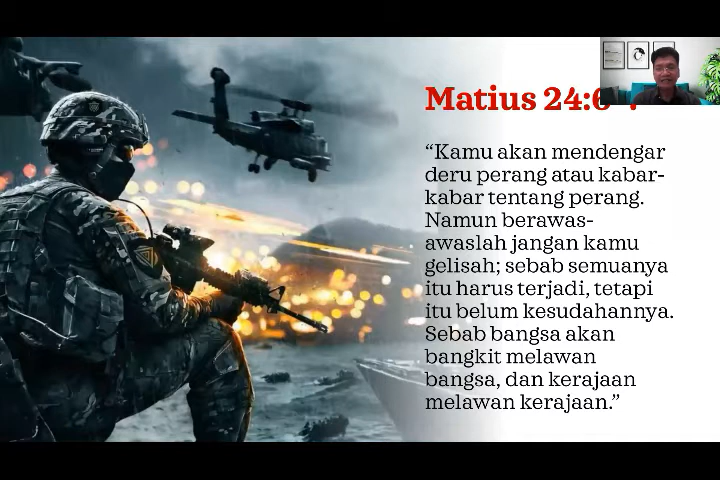 Matius 24:6
“Kamu akan mendengar
deru perang atau kabar-
kabar tentang perang.
Namun berawas-
awaslah jangan kamu
gelisah; sebab semuanya
itu harus terjadi, tetapi
itu belum kesudahannya.
Sebab bangsa akan
bangkit melawan
bangsa, dan kerajaan
melawan kerajaan.”